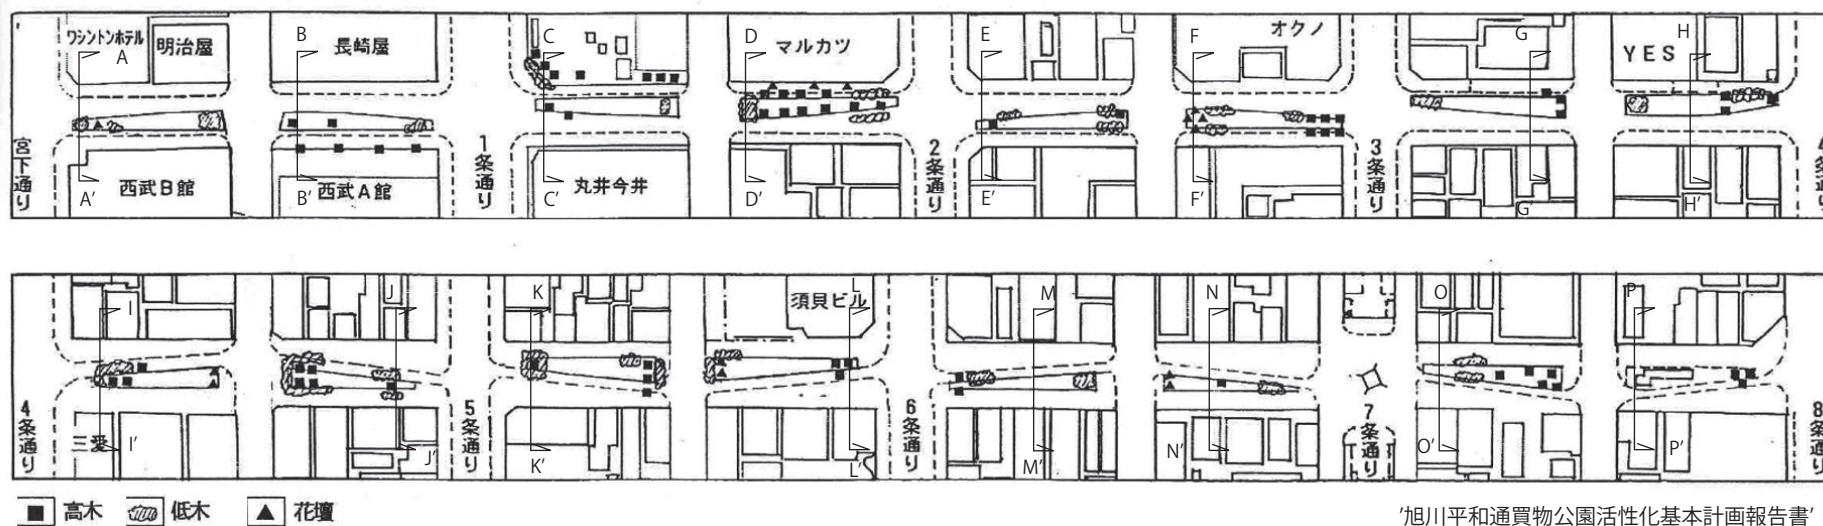 ワシントンホテル
明治屋
長崎屋
マルカツ
オクノ
YES
A
B
C
D
E
F
G
H
宮下通り
1条通り
2条通り
3条通り
4条通り
西武B館
西武A館
丸井今井
A'
B'
C'
D'
E'
F'
G'
H'
須貝ビル
I
J
K
L
M
N
O
P
4条通り
5条通り
6条通り
7条通り
8条通り
三愛
I'
J'
K'
L'
M'
N'
O'
P'
高木
低木
花壇
'旭川平和通買物公園活性化基本計画報告書'